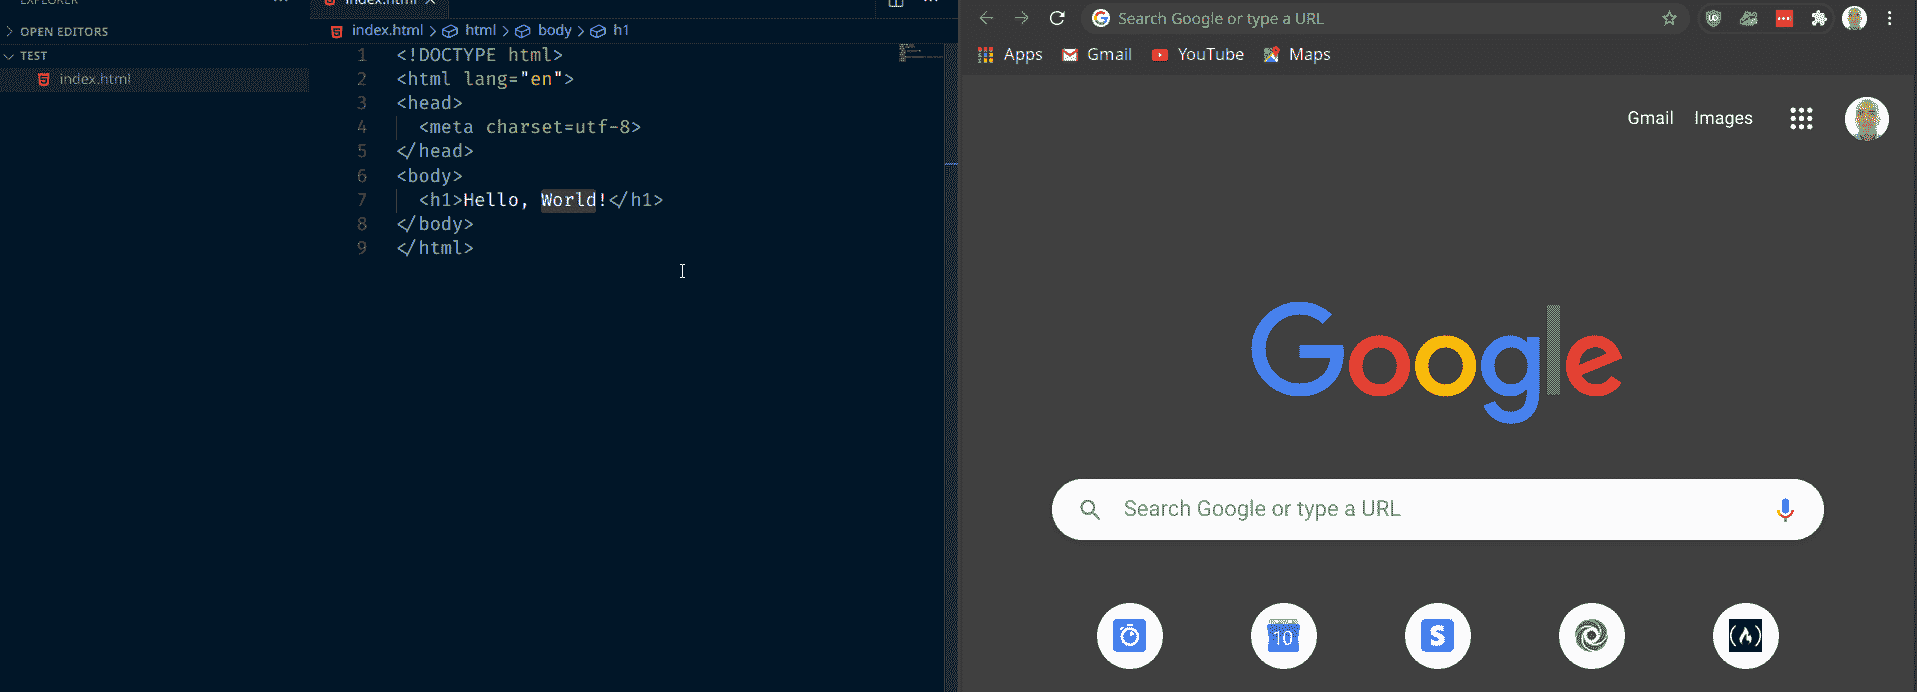 EXPLORER
OPEN EDITORS
TEST
index.html
index.html
index.html > html > body > h1
1 <!DOCTYPE html>
2 <html lang="en">
3 <head>
4 <meta charset=utf-8>
5 </head>
6 <body>
7 <h1>Hello, World!</h1>
8 </body>
9 </html>
Search Google or type a URL
Apps Gmail YouTube Maps
Gmail Images
Google
Search Google or type a URL
10
S